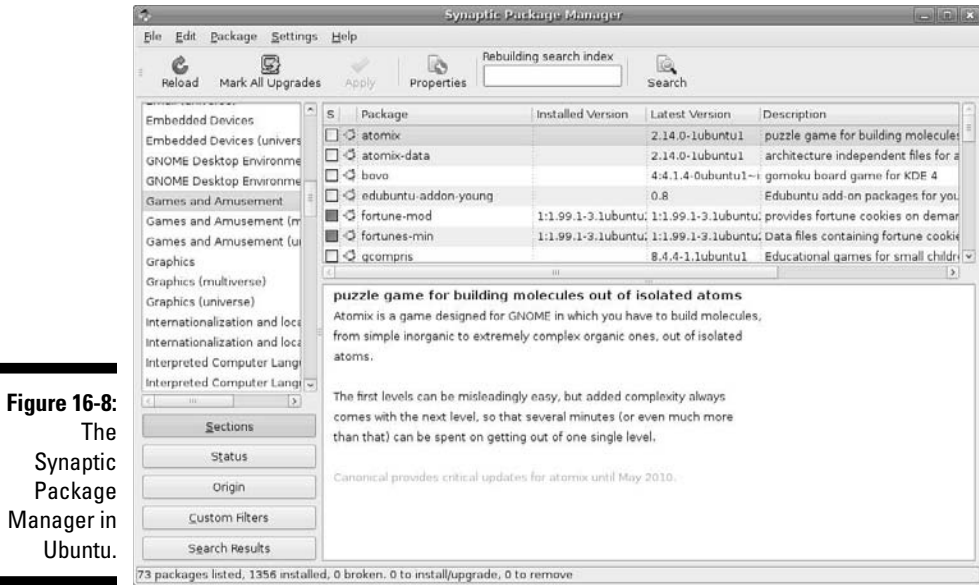 Synaptic Package Manager
File Edit Package Settings Help
Rebuilding search index
Reload Mark All Upgrades Apply Properties Search
Embedded Devices
Embedded Devices (univers
GNOME Desktop Environme
GNOME Desktop Environme
Games and Amusement
Games and Amusement (m
Games and Amusement (u
Graphics
Graphics (multiverse)
Graphics (universe)
Internationalization and loca
Internationalization and loca
Interpreted Computer Lang
Interpreted Computer Lang
Sections
Status
Origin
Custom Filters
Search Results
S Package Installed Version Latest Version Description
atomix 2.14.0-1ubuntu1 puzzle game for building molecules
atomix-data 2.14.0-1ubuntu1 architecture independent files for a
bovo 4:4.1.4-0ubuntu1~i gomoku board game for KDE 4
edubuntu-addon-young 0.8 Edubuntu add-on packages for you
fortune-mod 1:1.99.1-3.1ubuntu 1:1.99.1-3.1ubuntu provides fortune cookies on deman
fortunes-min 1:1.99.1-3.1ubuntu 1:1.99.1-3.1ubuntu Data files containing fortune cookie
gcompris 8.4.4-1.1ubuntu1 Educational games for small childr
puzzle game for building molecules out of isolated atoms
Atomix is a game designed for GNOME in which you have to build molecules,
from simple inorganic to extremely complex organic ones, out of isolated
atoms.
The first levels can be misleadingly easy, but added complexity always
comes with the next level, so that several minutes (or even much more
than that) can be spent on getting out of one single level.
Canonical provides critical updates for atomix until May 2010.
73 packages listed, 1356 installed, 0 broken. 0 to install/upgrade, 0 to remove
Figure 16-8:
The
Synaptic
Package
Manager in
Ubuntu.